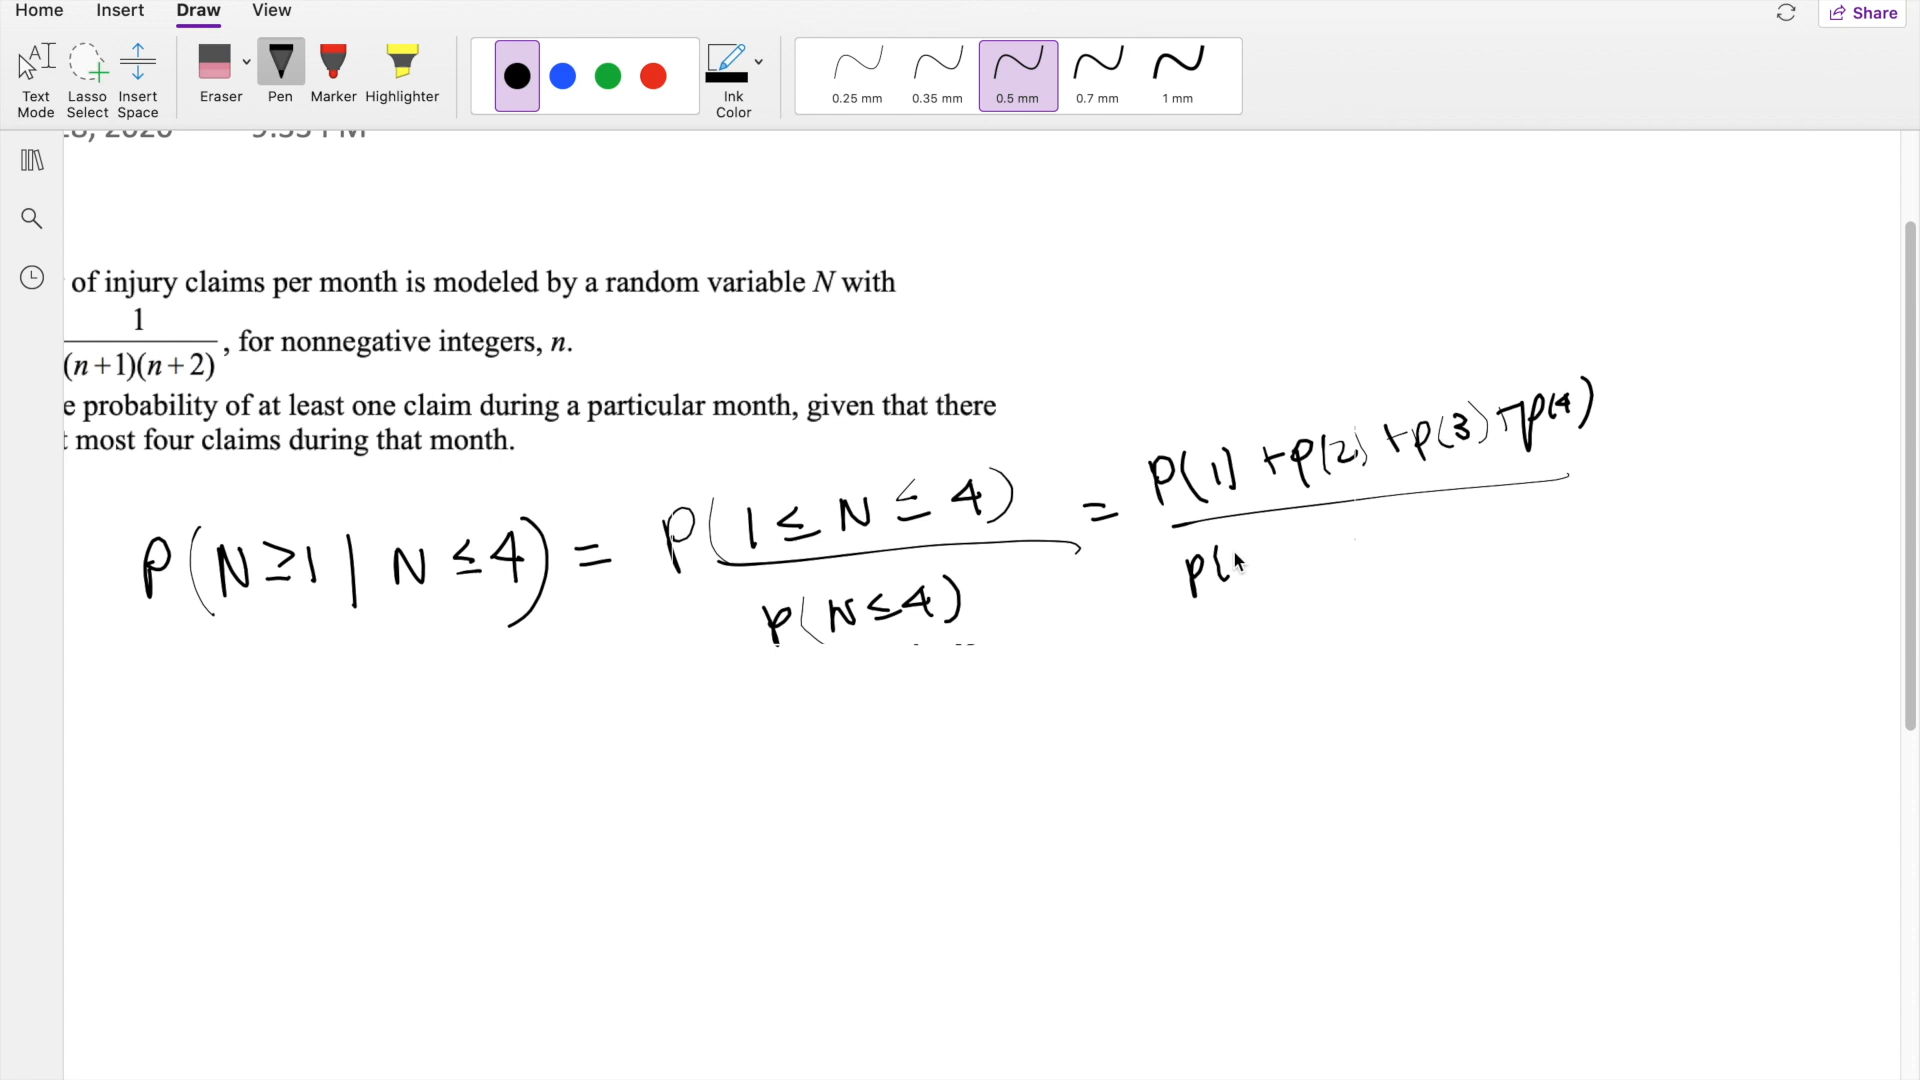 Home Insert Draw View Share
Text Mode Lasso Select Insert Space Eraser Pen Marker Highlighter Ink Color 0.25 mm 0.35 mm 0.5 mm 0.7 mm 1 mm
of injury claims per month is modeled by a random variable N with
1
(n+1)(n+2)
, for nonnegative integers, n.
e probability of at least one claim during a particular month, given that there
t most four claims during that month.
P(N≥1 | N≤4) = P(1≤N≤4) / P(N≤4) = P(1)+P(2)+P(3)+P(4) / P(